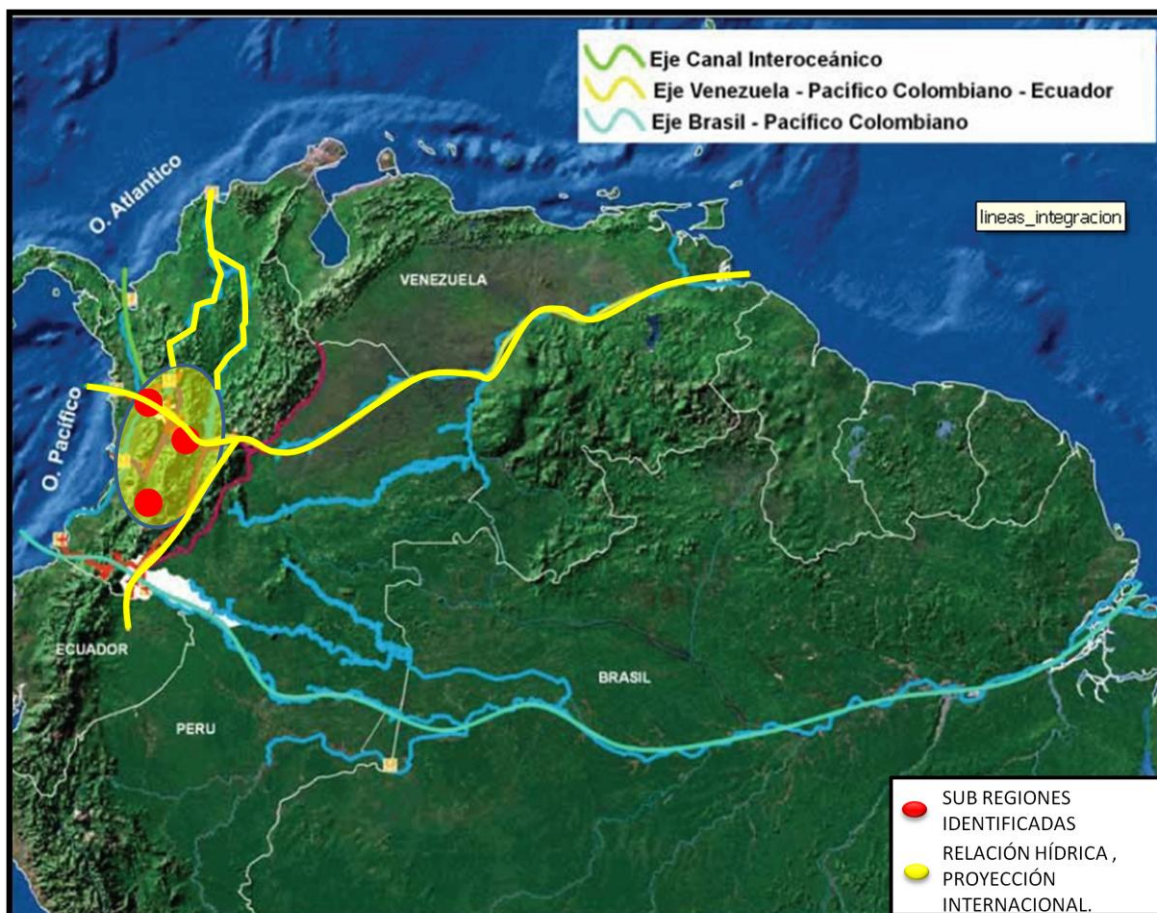 Eje Canal Interoceánico
Eje Venezuela - Pacífico Colombiano - Ecuador
Eje Brasil - Pacífico Colombiano
O. Atlantico
lineas_integracion
VENEZUELA
O. Pacífico
ECUADOR
BRASIL
PERU
SUB REGIONES
IDENTIFICADAS
RELACIÓN HÍDRICA ,
PROYECCIÓN
INTERNACIONAL.